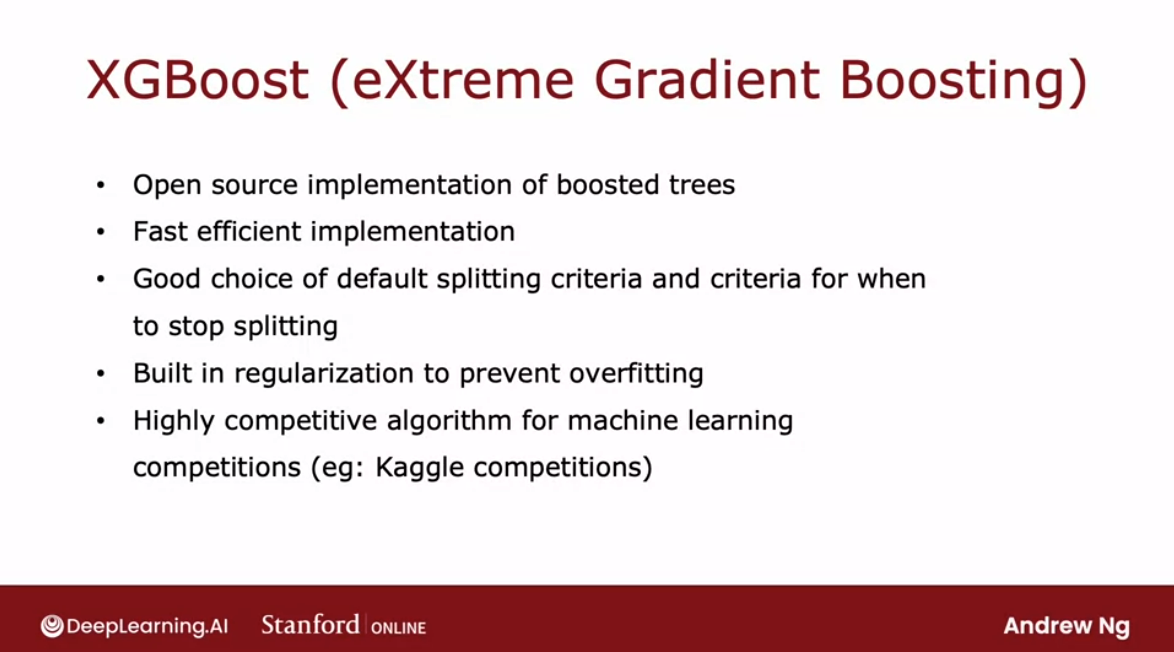 XGBoost (eXtreme Gradient Boosting)
• Open source implementation of boosted trees
• Fast efficient implementation
• Good choice of default splitting criteria and criteria for when
to stop splitting
• Built in regularization to prevent overfitting
• Highly competitive algorithm for machine learning
competitions (eg: Kaggle competitions)
DeepLearning.AI Stanford ONLINE Andrew Ng